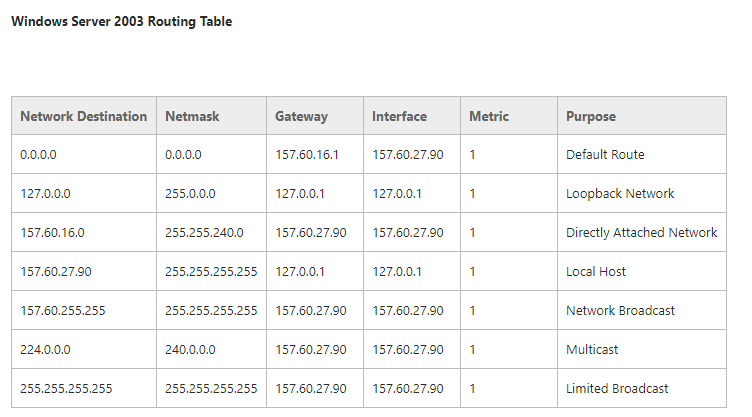 Windows Server 2003 Routing Table
Network Destination Netmask Gateway Interface Metric Purpose
0.0.0.0 0.0.0.0 157.60.16.1 157.60.27.90 1 Default Route
127.0.0.0 255.0.0.0 127.0.0.1 127.0.0.1 1 Loopback Network
157.60.16.0 255.255.240.0 157.60.27.90 157.60.27.90 1 Directly Attached Network
157.60.27.90 255.255.255.255 127.0.0.1 127.0.0.1 1 Local Host
157.60.255.255 255.255.255.255 157.60.27.90 157.60.27.90 1 Network Broadcast
224.0.0.0 240.0.0.0 157.60.27.90 157.60.27.90 1 Multicast
255.255.255.255 255.255.255.255 157.60.27.90 157.60.27.90 1 Limited Broadcast